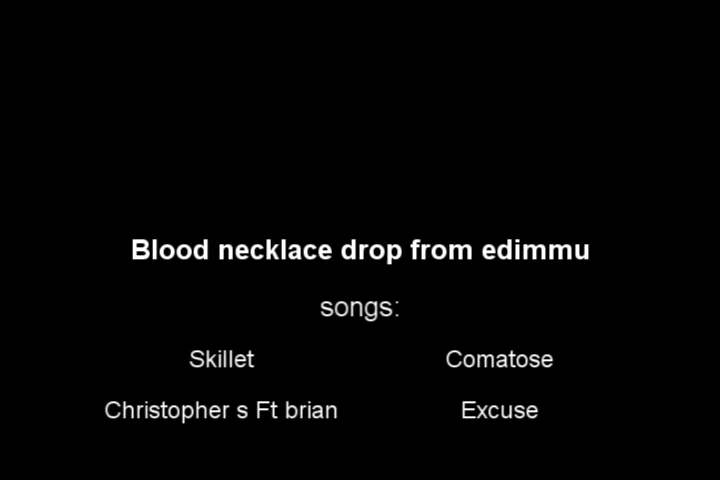 Blood necklace drop from edimmu
songs:
Skillet Comatose
Christopher s Ft brian Excuse